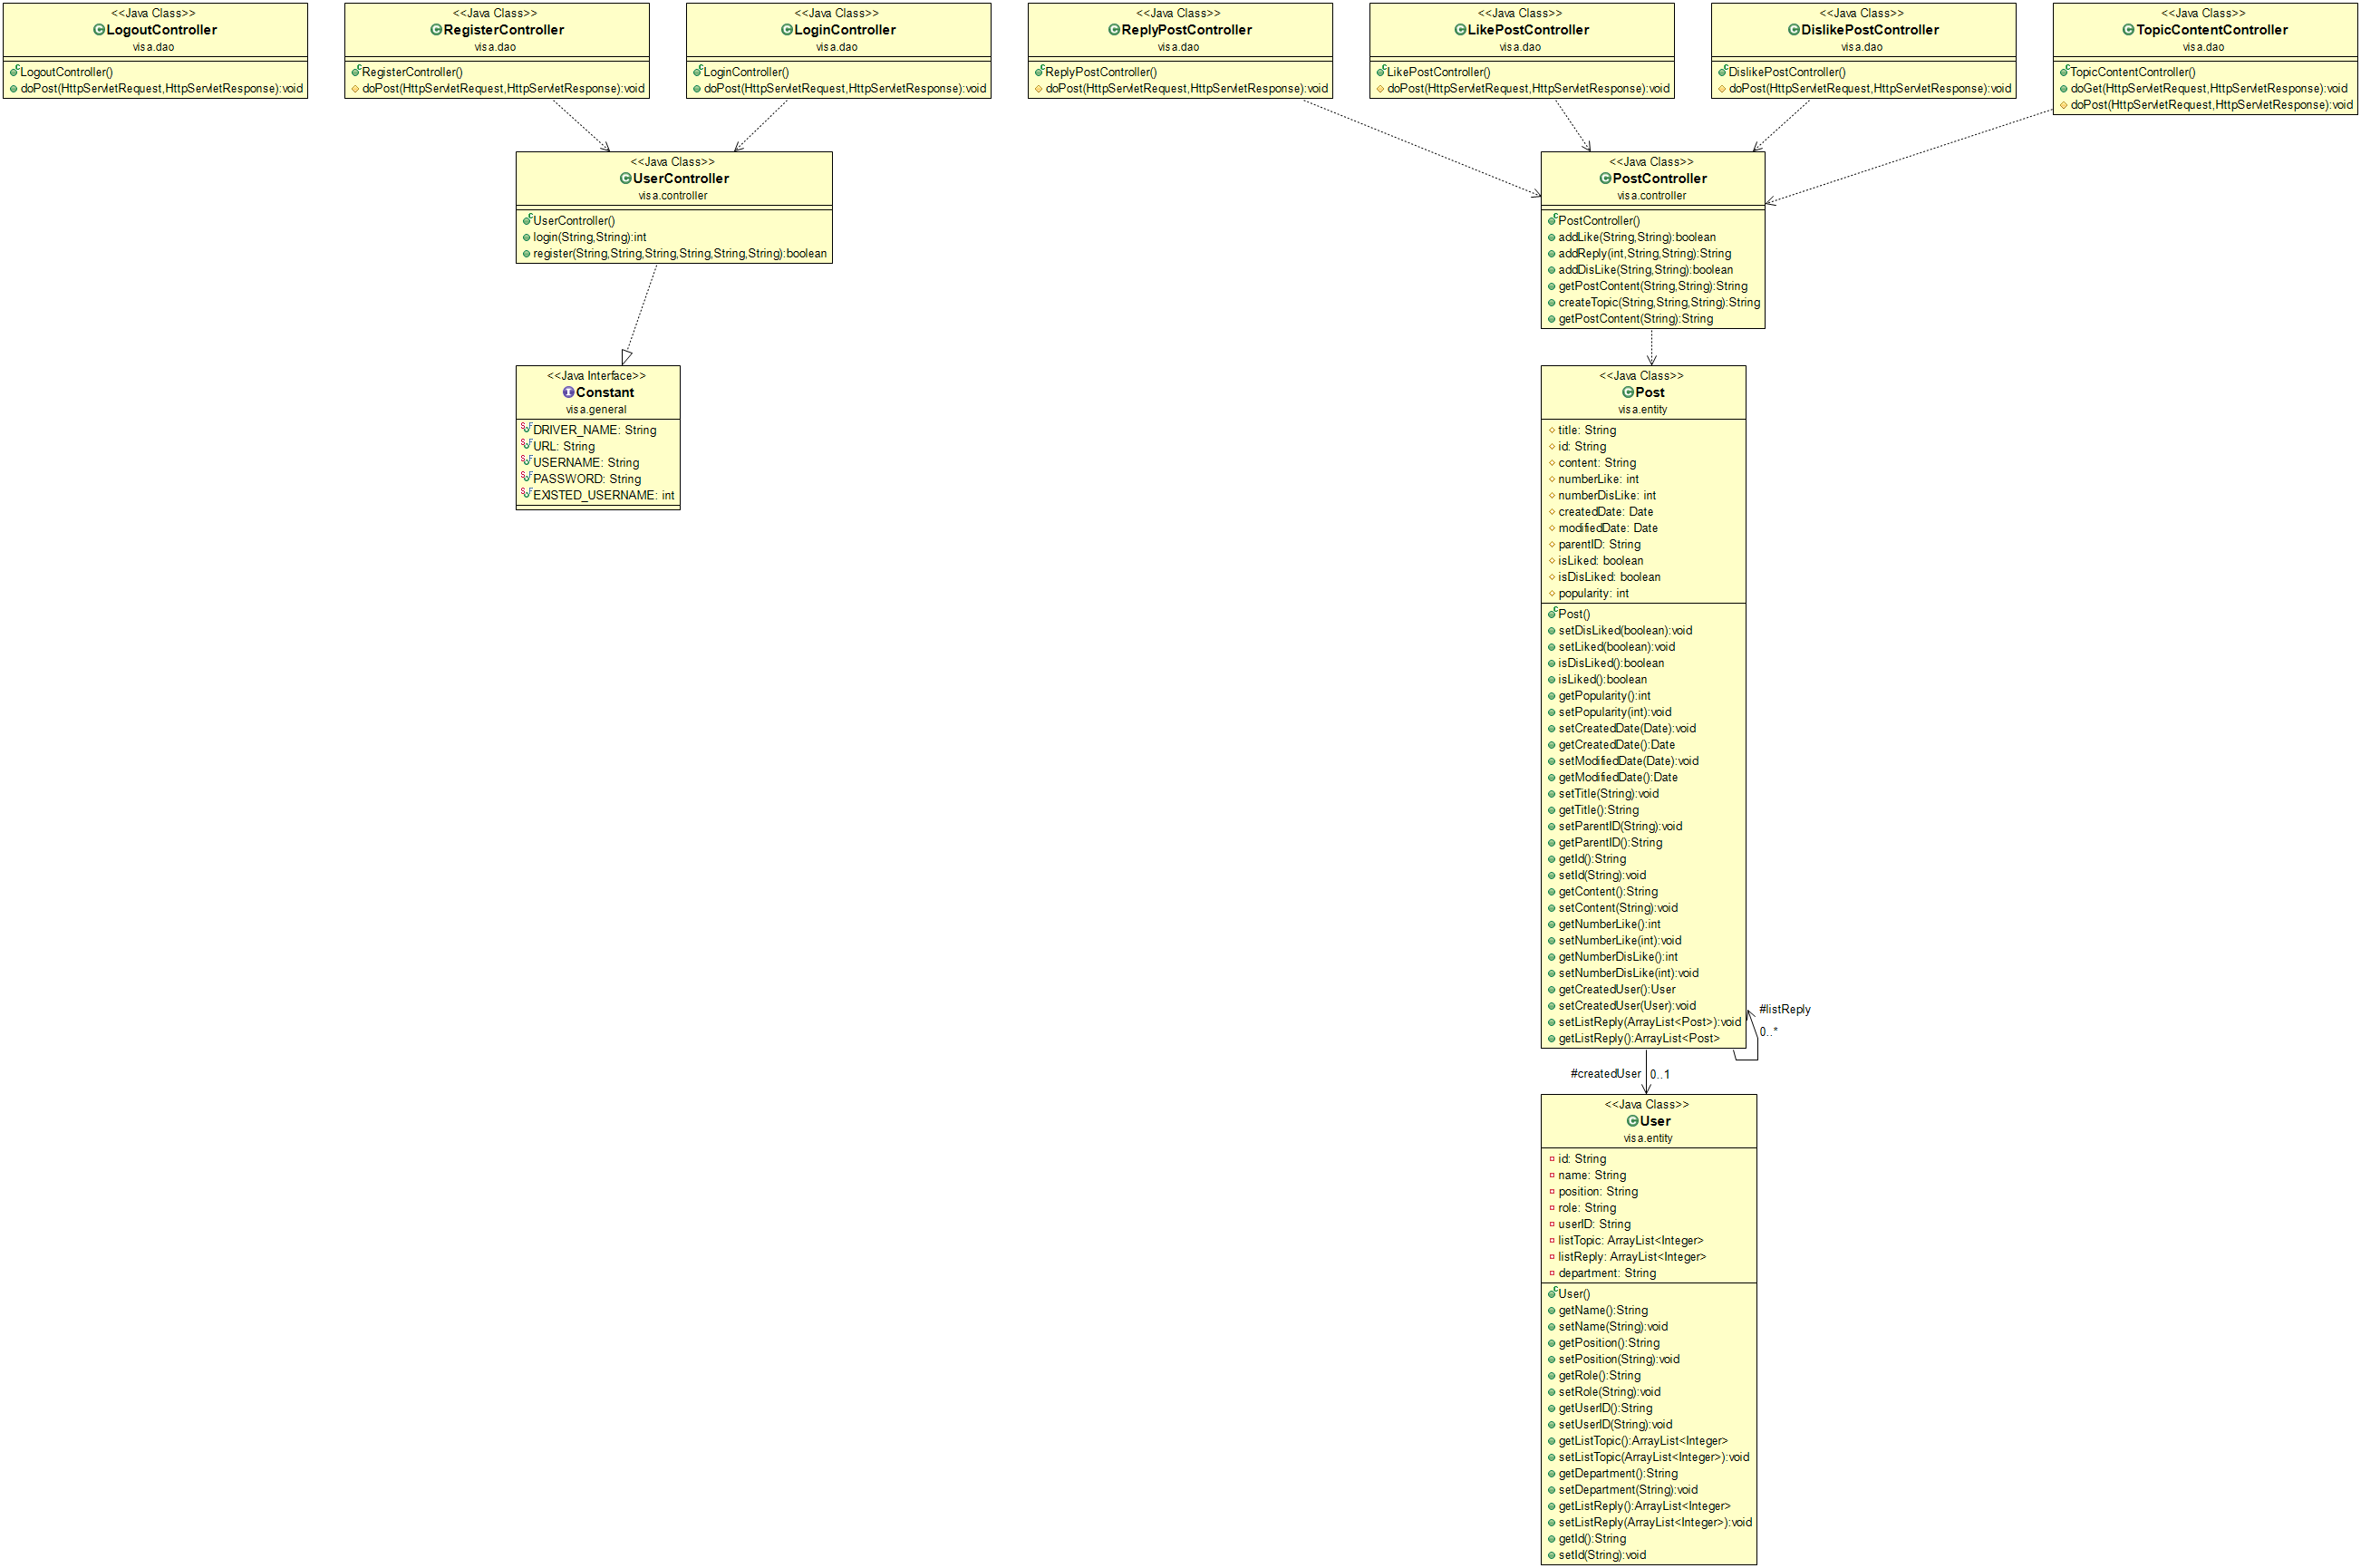 <<Java Class>>
LogoutController
visa.dao
LogoutController()
doPost(HttpServletRequest,HttpServletResponse):void
<<Java Class>>
RegisterController
visa.dao
RegisterController()
doPost(HttpServletRequest,HttpServletResponse):void
<<Java Class>>
LoginController
visa.dao
LoginController()
doPost(HttpServletRequest,HttpServletResponse):void
<<Java Class>>
ReplyPostController
visa.dao
ReplyPostController()
doPost(HttpServletRequest,HttpServletResponse):void
<<Java Class>>
LikePostController
visa.dao
LikePostController()
doPost(HttpServletRequest,HttpServletResponse):void
<<Java Class>>
DislikePostController
visa.dao
DislikePostController()
doPost(HttpServletRequest,HttpServletResponse):void
<<Java Class>>
TopicContentController
visa.dao
TopicContentController()
doGet(HttpServletRequest,HttpServletResponse):void
doPost(HttpServletRequest,HttpServletResponse):void
<<Java Class>>
UserController
visa.controller
UserController()
login(String,String):int
register(String,String,String,String,String,String):boolean
<<Java Class>>
PostController
visa.controller
PostController()
addLike(String,String):boolean
addReply(int,String,String):String
addDisLike(String,String):boolean
getPostContent(String,String):String
createTopic(String,String,String):String
getPostContent(String):String
<<Java Interface>>
Constant
visa.general
DRIVER_NAME: String
URL: String
USERNAME: String
PASSWORD: String
EXISTED_USERNAME: int
<<Java Class>>
Post
visa.entity
title: String
id: String
content: String
numberLike: int
numberDisLike: int
createdDate: Date
modifiedDate: Date
parentID: String
isLiked: boolean
isDisLiked: boolean
popularity: int
Post()
setDisLiked(boolean):void
setLiked(boolean):void
isDisLiked():boolean
isLiked():boolean
getPopularity():int
setPopularity(int):void
setCreatedDate(Date):void
getCreatedDate():Date
setModifiedDate(Date):void
getModifiedDate():Date
setTitle(String):void
getTitle():String
setParentID(String):void
getParentID():String
getId():String
setId(String):void
getContent():String
setContent(String):void
getNumberLike():int
setNumberLike(int):void
getNumberDisLike():int
setNumberDisLike(int):void
getCreatedUser():User
setCreatedUser(User):void
setListReply(ArrayList<Post>):void
getListReply():ArrayList<Post>
#listReply
0..*
#createdUser
0..1
<<Java Class>>
User
visa.entity
id: String
name: String
position: String
role: String
userID: String
listTopic: ArrayList<Integer>
listReply: ArrayList<Integer>
department: String
User()
getName():String
setName(String):void
getPosition():String
setPosition(String):void
getRole():String
setRole(String):void
getUserID():String
setUserID(String):void
getListTopic():ArrayList<Integer>
setListTopic(ArrayList<Integer>):void
getDepartment():String
setDepartment(String):void
getListReply():ArrayList<Integer>
setListReply(ArrayList<Integer>):void
getId():String
setId(String):void